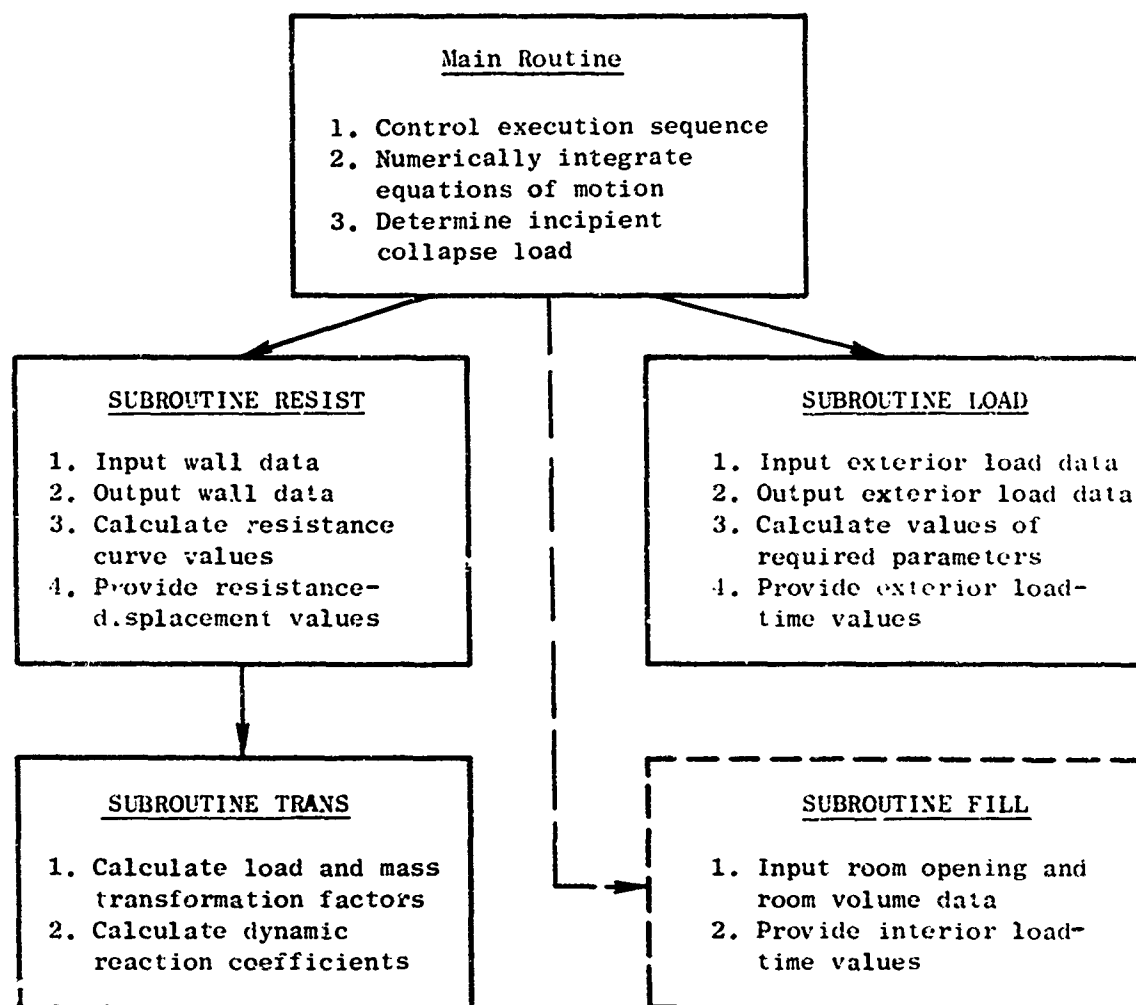 Main Routine
1. Control execution sequence
2. Numerically integrate
equations of motion
3. Determine incipient
collapse load
SUBROUTINE RESIST
1. Input wall data
2. Output wall data
3. Calculate resistance
curve values
4. Provide resistance-
d.splacement values
SUBROUTINE LOAD
1. Input exterior load data
2. Output exterior load data
3. Calculate values of
required parameters
4. Provide exterior load-
time values
SUBROUTINE TRANS
1. Calculate load and mass
transformation factors
2. Calculate dynamic
reaction coefficients
SUBROUTINE FILL
1. Input room opening and
room volume data
2. Provide interior load-
time values